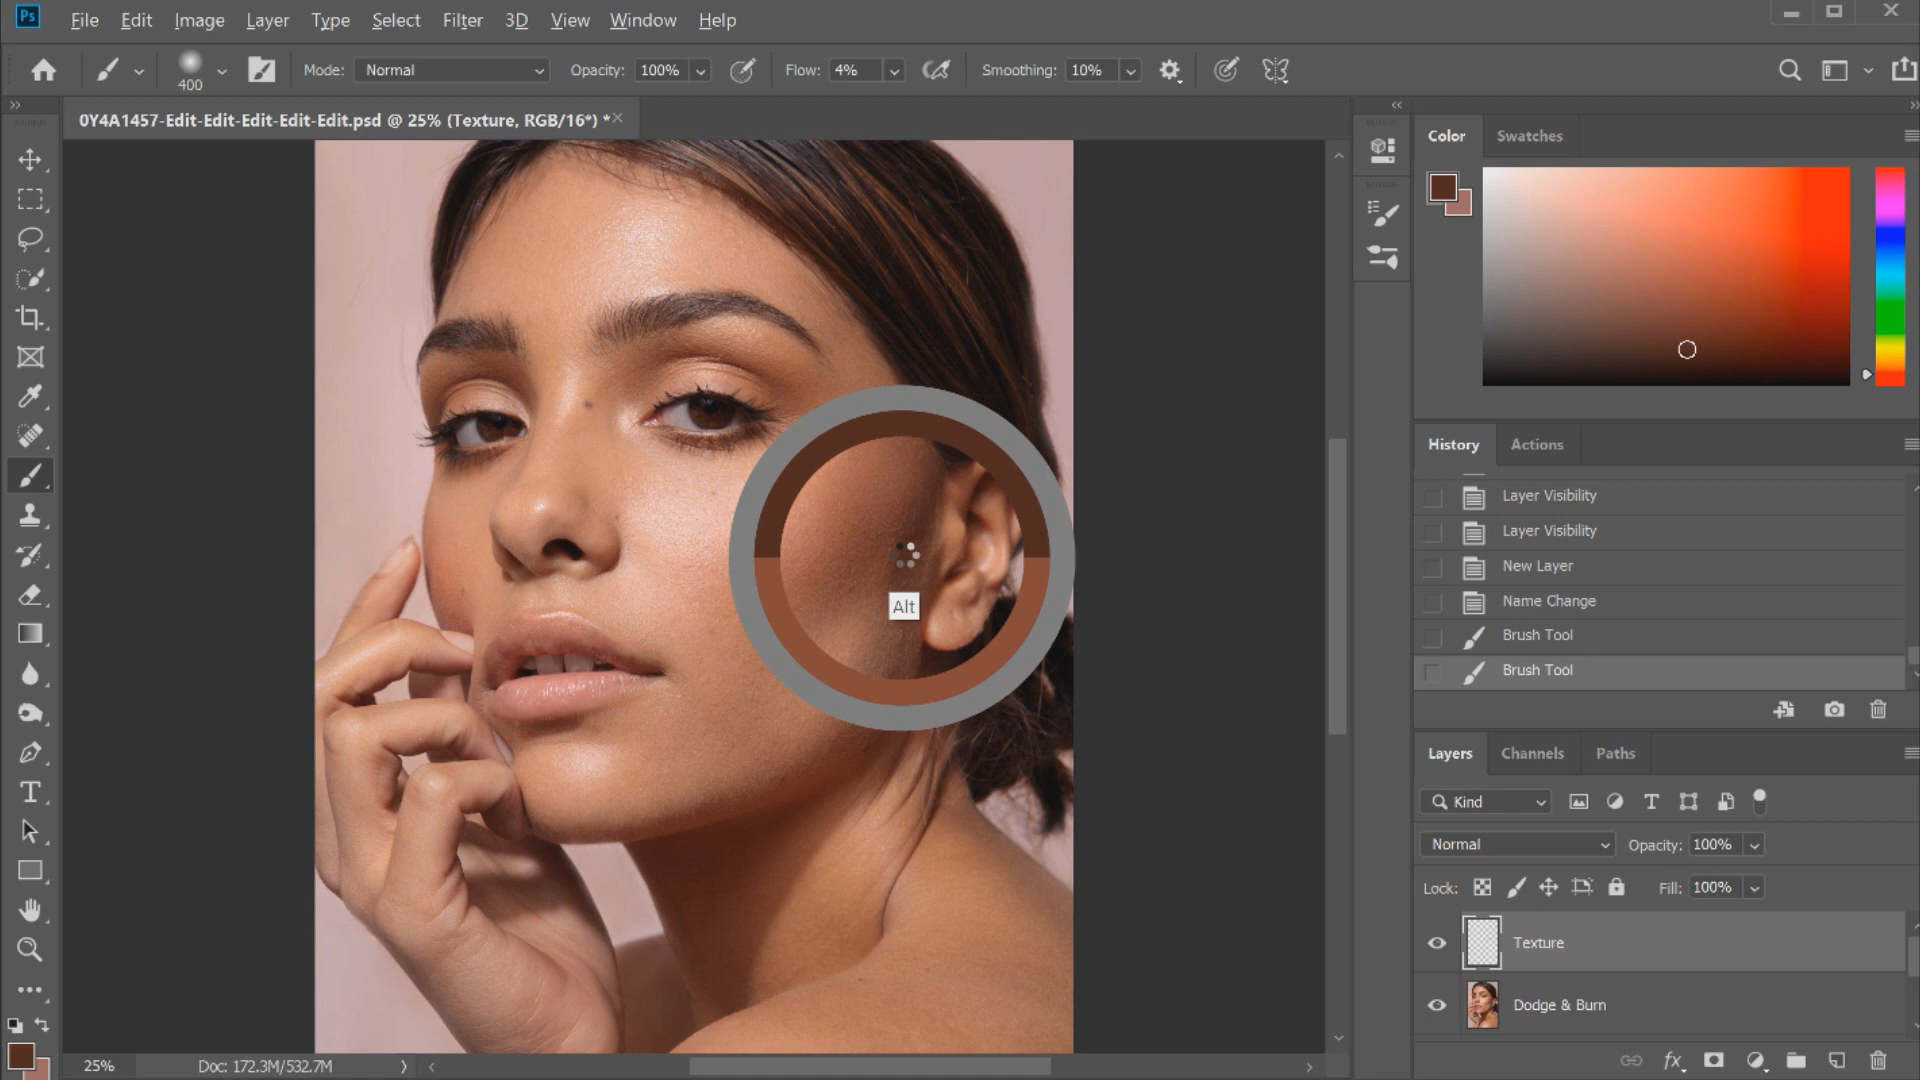 Ps File Edit Image Layer Type Select Filter 3D View Window Help
400 Mode: Normal Opacity: 100% Flow: 4% Smoothing: 10%
0Y4A1457-Edit-Edit-Edit-Edit-Edit.psd @ 25% (Texture, RGB/16*) *
Color Swatches
History Actions
Layer Visibility
Layer Visibility
New Layer
Name Change
Brush Tool
Brush Tool
Alt
Layers Channels Paths
Kind
Normal Opacity: 100%
Lock: Fill: 100%
Texture
Dodge & Burn
fx
25% Doc: 172.3M/532.7M